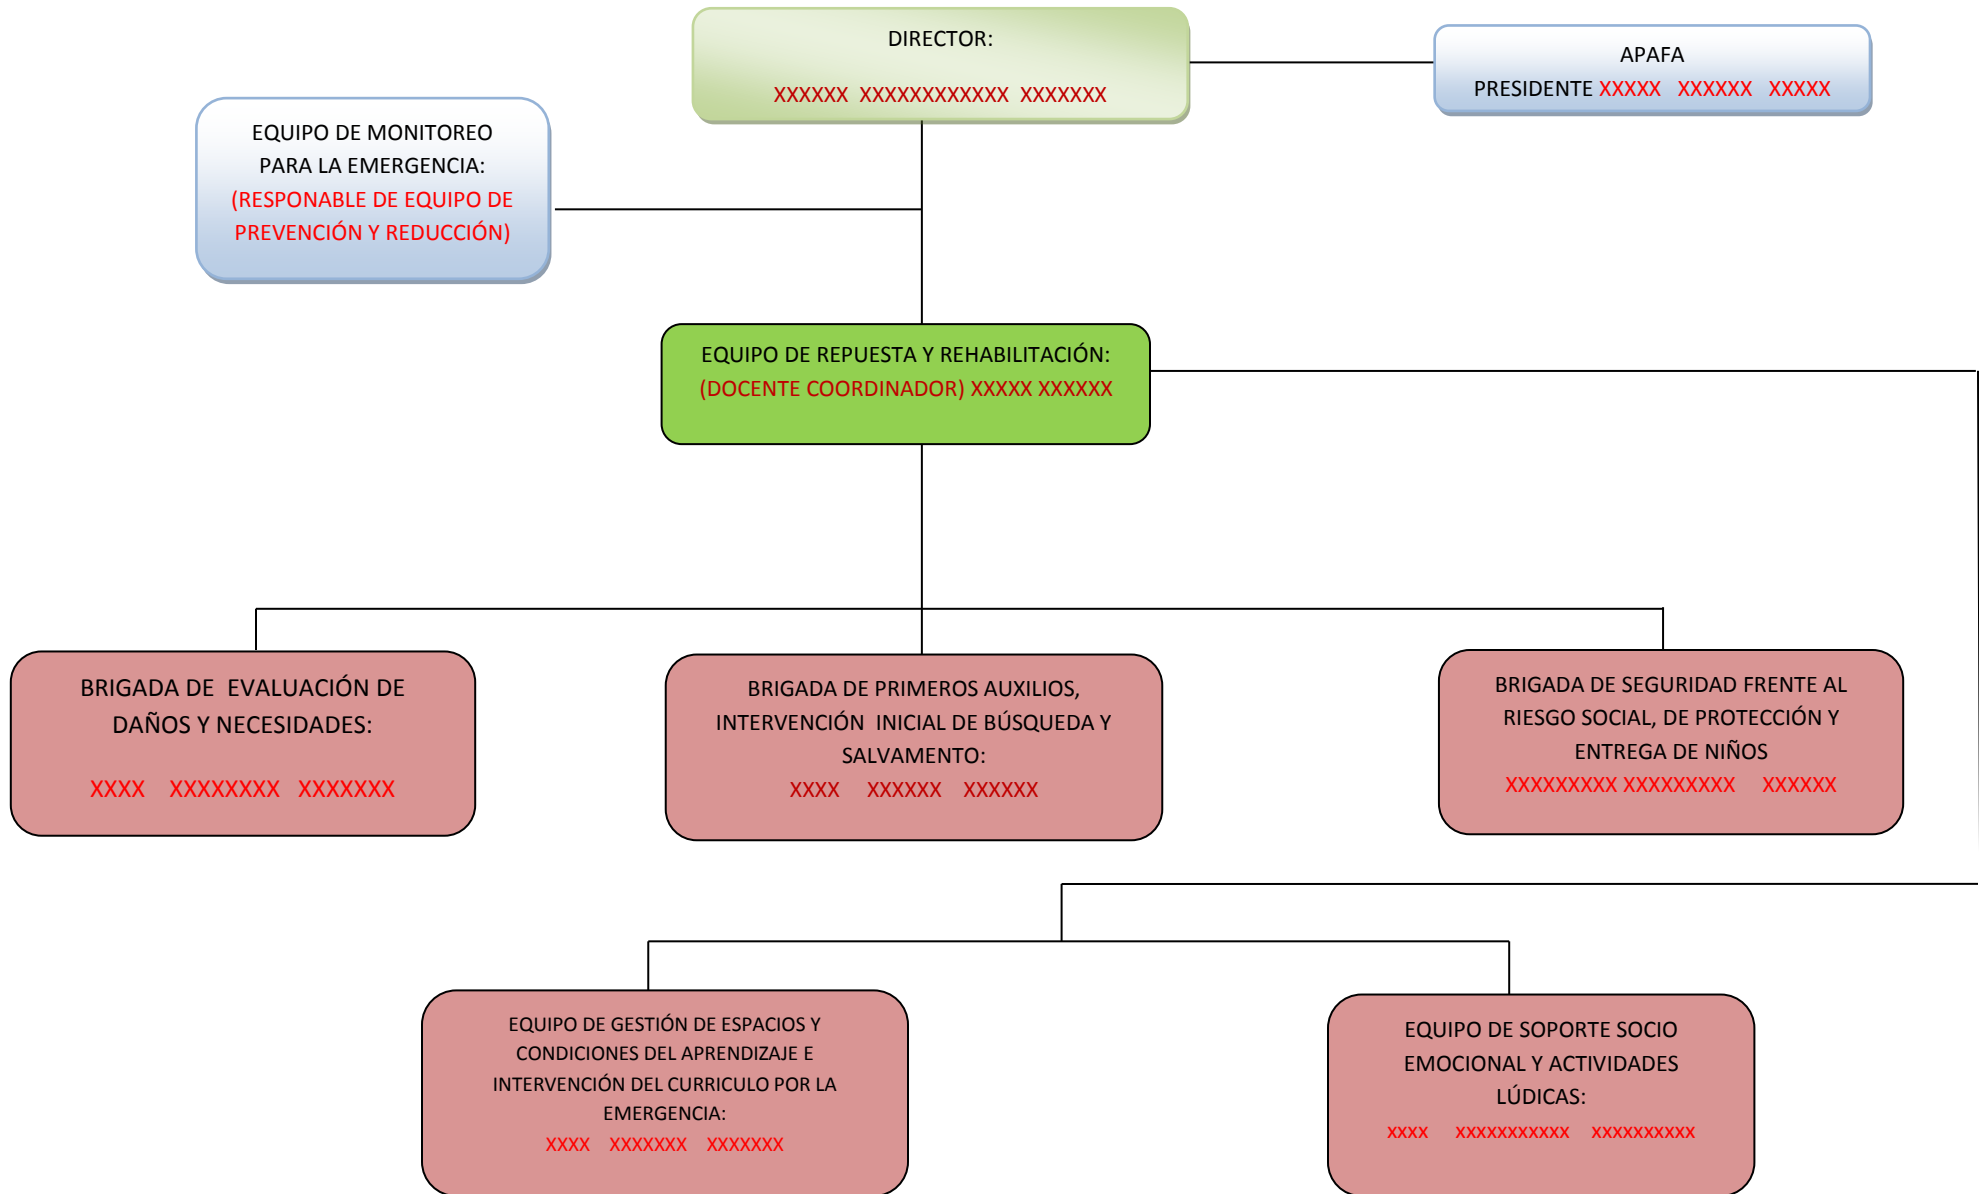 DIRECTOR:
XXXXXX XXXXXXXXXXXX XXXXXXX
APAFA
PRESIDENTE XXXXX XXXXXX XXXXX
EQUIPO DE MONITOREO
PARA LA EMERGENCIA:
(RESPONABLE DE EQUIPO DE
PREVENCIÓN Y REDUCCIÓN)
EQUIPO DE REPUESTA Y REHABILITACIÓN:
(DOCENTE COORDINADOR) XXXXX XXXXXX
BRIGADA DE EVALUACIÓN DE
DAÑOS Y NECESIDADES:
XXXX XXXXXXXX XXXXXXX
BRIGADA DE PRIMEROS AUXILIOS,
INTERVENCIÓN INICIAL DE BÚSQUEDA Y
SALVAMENTO:
XXXX XXXXXX XXXXXX
BRIGADA DE SEGURIDAD FRENTE AL
RIESGO SOCIAL, DE PROTECCIÓN Y
ENTREGA DE NIÑOS
XXXXXXXXX XXXXXXXXX XXXXXX
EQUIPO DE GESTIÓN DE ESPACIOS Y
CONDICIONES DEL APRENDIZAJE E
INTERVENCIÓN DEL CURRICULO POR LA
EMERGENCIA:
XXXX XXXXXXX XXXXXXX
EQUIPO DE SOPORTE SOCIO
EMOCIONAL Y ACTIVIDADES
LÚDICAS:
XXXX XXXXXXXXXXX XXXXXXXXXX